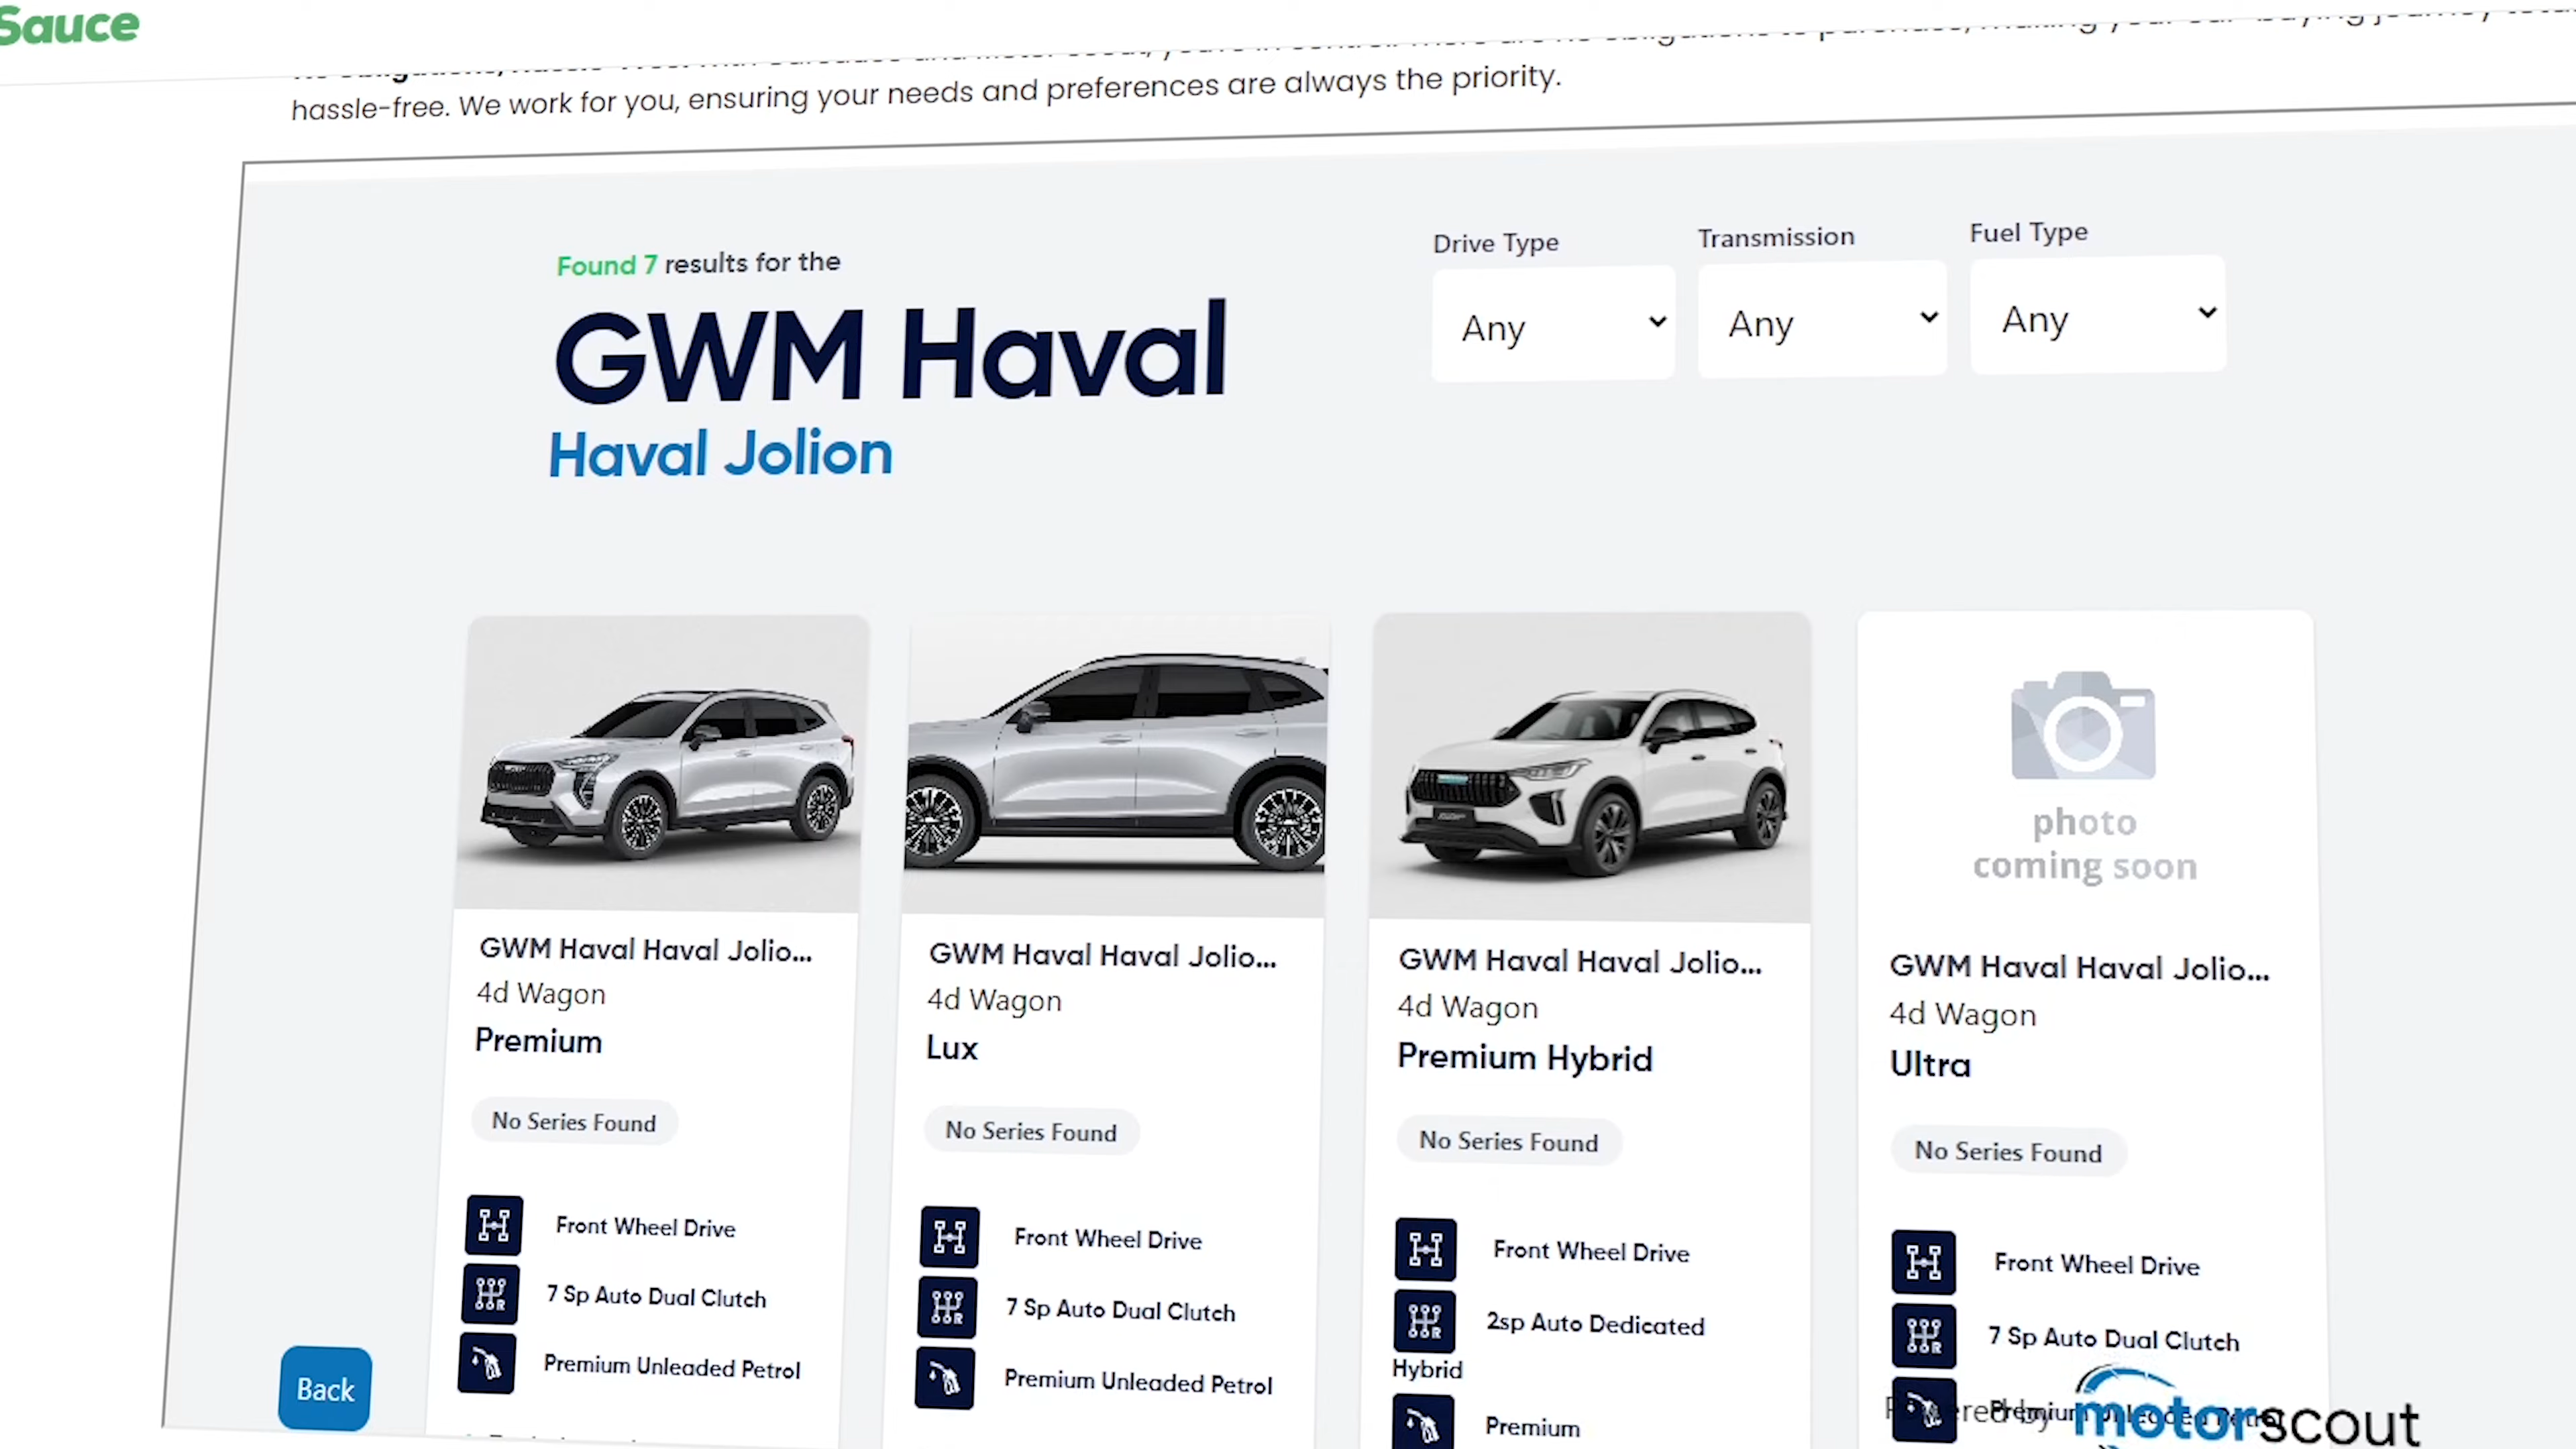 Sauce
hassle-free. We work for you, ensuring your needs and preferences are always the priority.
Found 7 results for the
GWM Haval
Haval Jolion
Drive Type
Transmission
Fuel Type
Any
Any
Any
photo
coming soon
GWM Haval Haval Jolio...
4d Wagon
Premium
No Series Found
Front Wheel Drive
7 Sp Auto Dual Clutch
Premium Unleaded Petrol
GWM Haval Haval Jolio...
4d Wagon
Lux
No Series Found
Front Wheel Drive
7 Sp Auto Dual Clutch
Premium Unleaded Petrol
GWM Haval Haval Jolio...
4d Wagon
Premium Hybrid
No Series Found
Front Wheel Drive
2sp Auto Dedicated
Hybrid
Premium
GWM Haval Haval Jolio...
4d Wagon
Ultra
No Series Found
Front Wheel Drive
7 Sp Auto Dual Clutch
Premium Unleaded Petrol
Back
Powered by motorscout